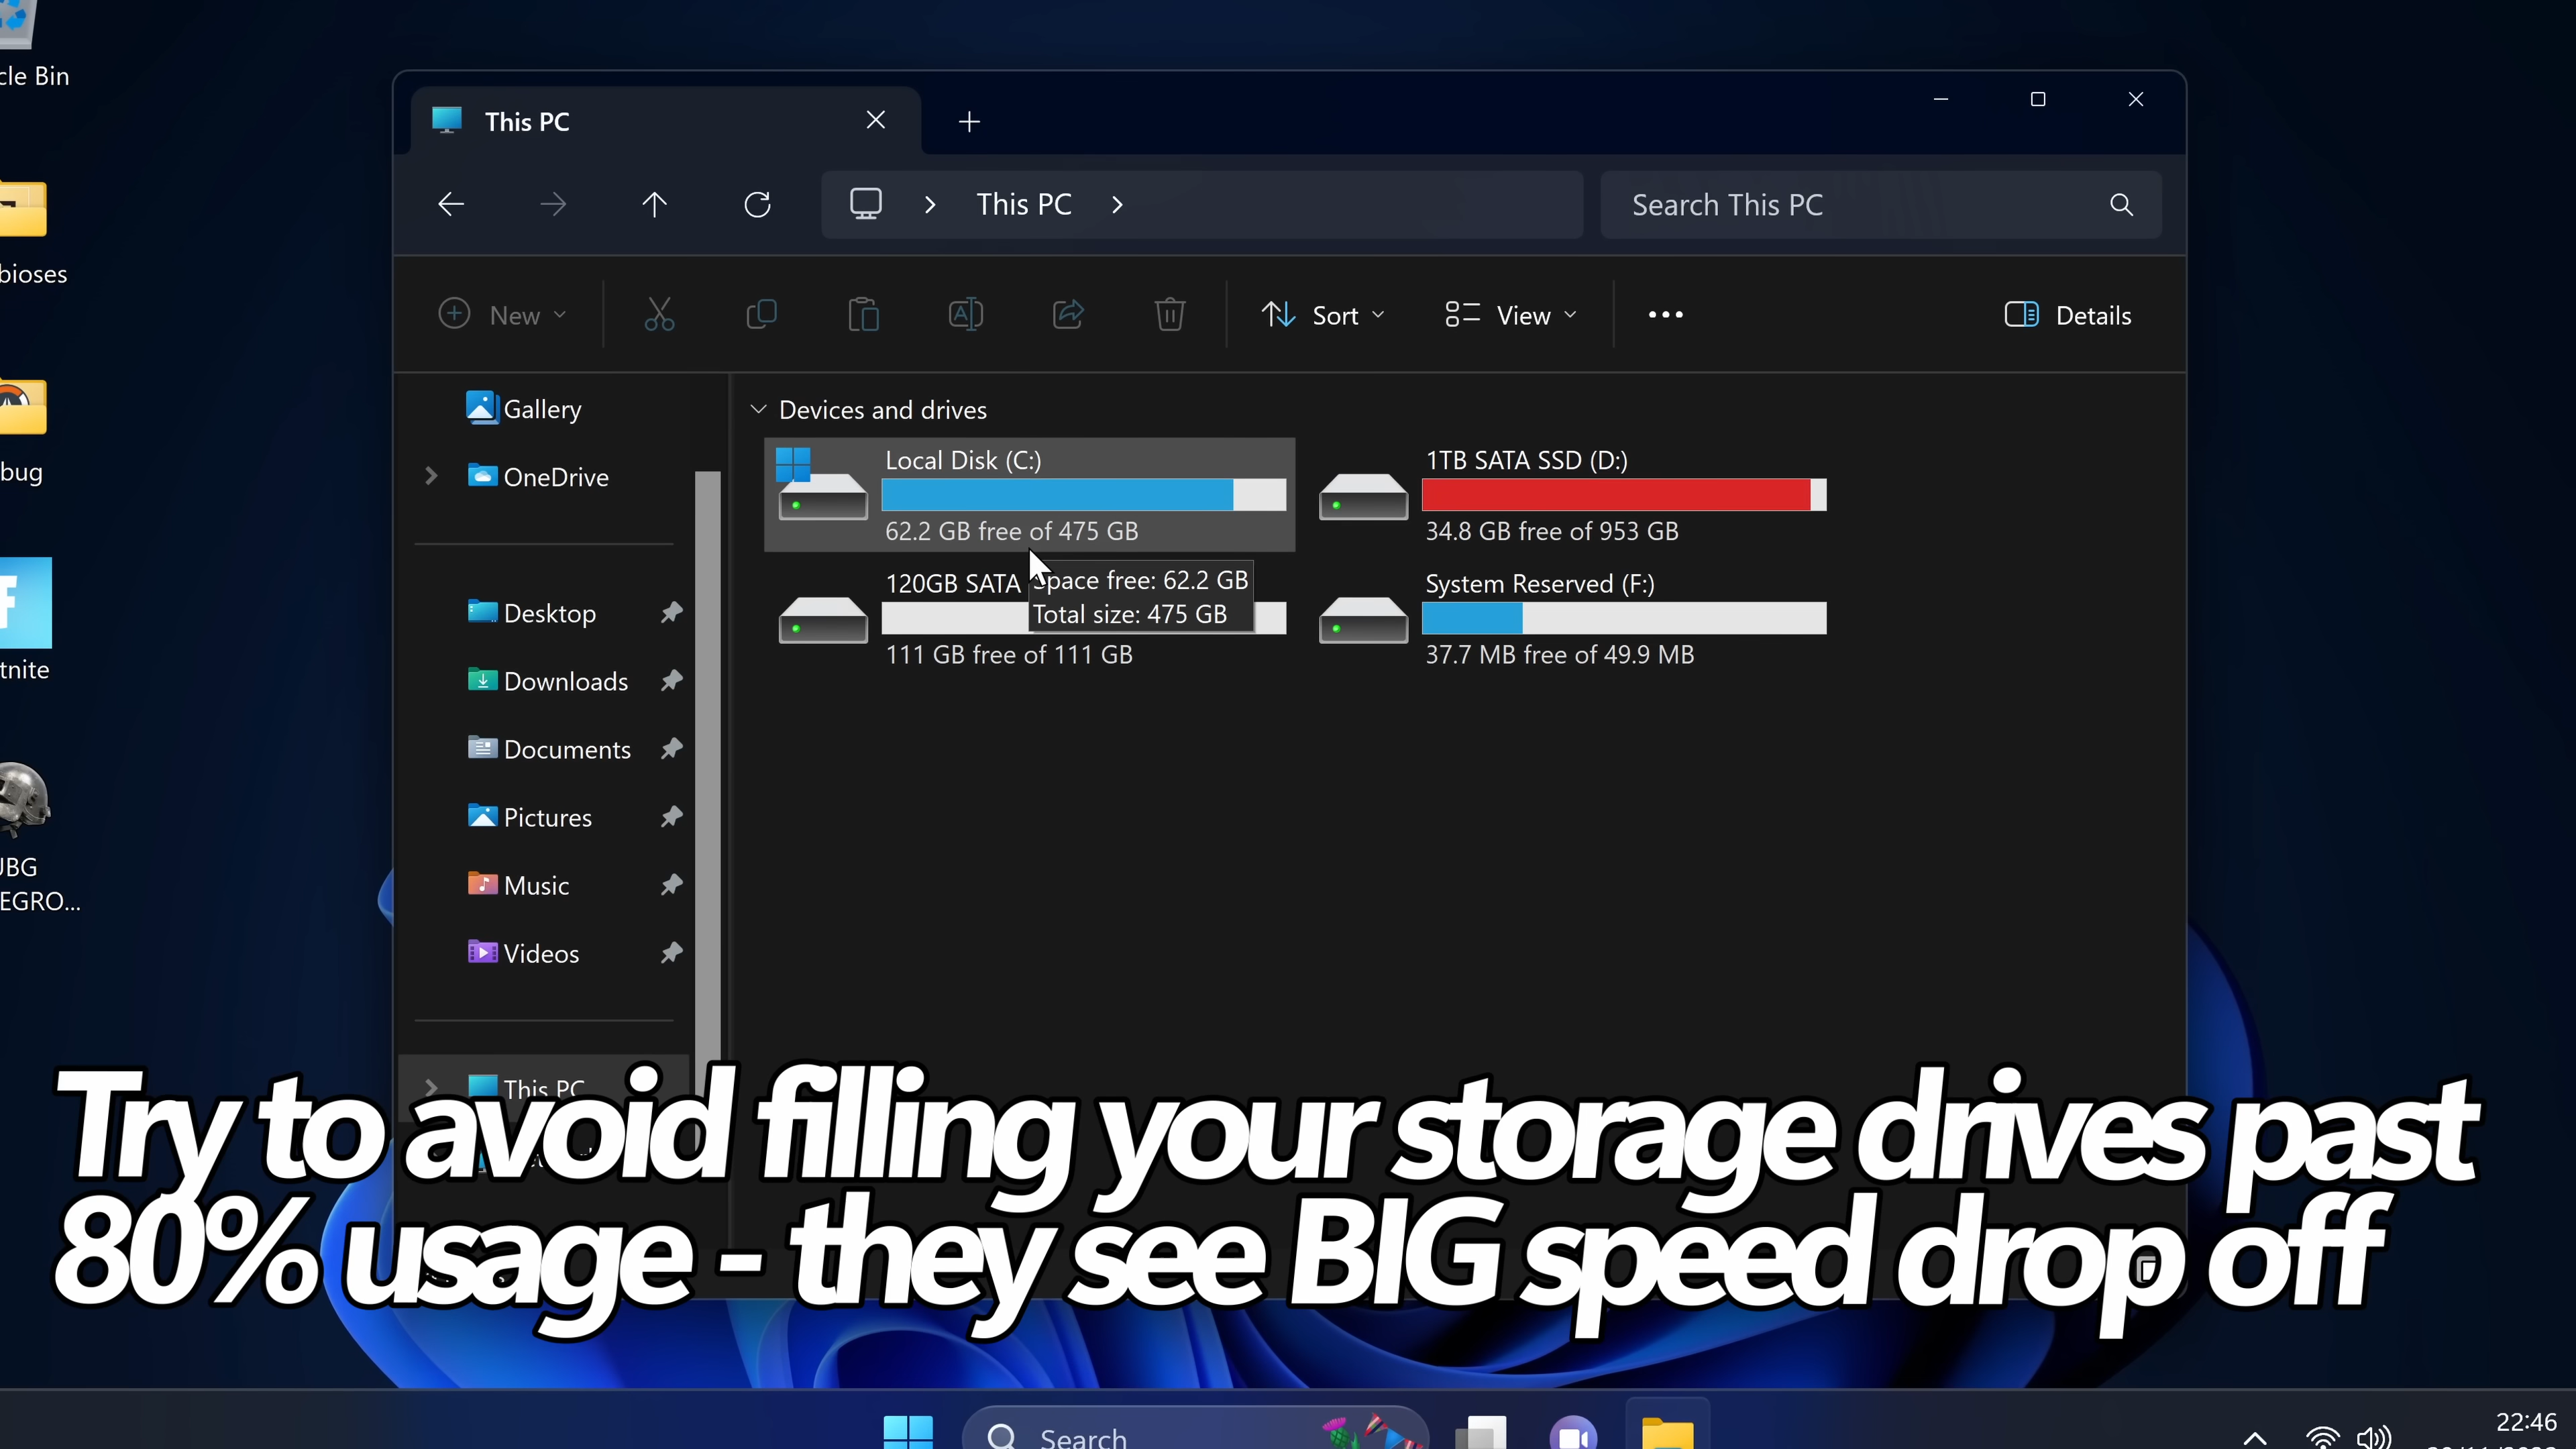 cle Bin
bioses
bug
tnite
JBG
EGRO...
This PC
This PC
Search This PC
New
Sort
View
Details
Gallery
OneDrive
Desktop
Downloads
Documents
Pictures
Music
Videos
This PC
Devices and drives
Local Disk (C:)
62.2 GB free of 475 GB
1TB SATA SSD (D:)
34.8 GB free of 953 GB
120GB SATA
111 GB free of 111 GB
Space free: 62.2 GB
Total size: 475 GB
System Reserved (F:)
37.7 MB free of 49.9 MB
Try to avoid filling your storage drives past
80% usage - they see BIG speed drop off
Search
22:46